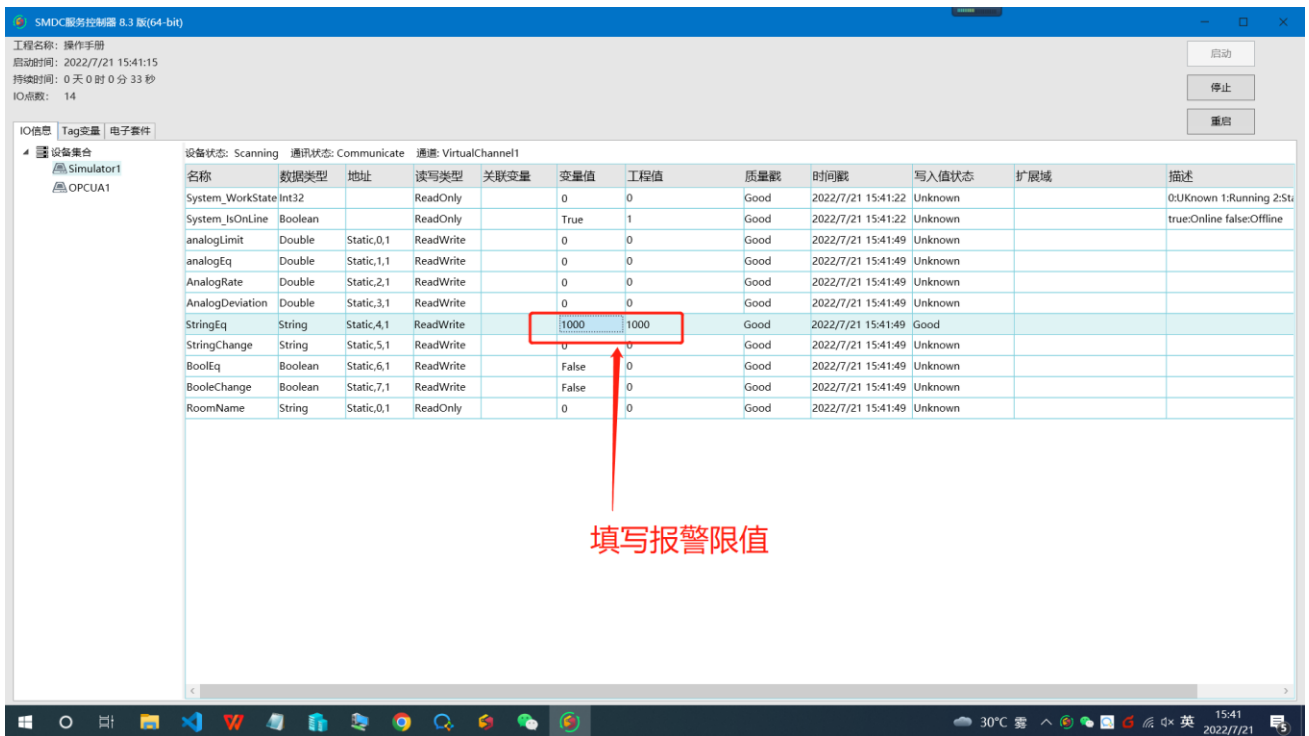 SMDC服务控制器 8.3 版(64-bit)
工程名称: 操作手册
启动时间: 2022/7/21 15:41:15
持续时间: 0 天 0 时 0 分 33 秒
IO点数: 14
启动
停止
重启
IO信息 Tag变量 电子套件
设备集合
Simulator1
OPCUA1
设备状态: Scanning 通讯状态: Communicate 通道: VirtualChannel1
名称 数据类型 地址 读写类型 关联变量 变量值 工程值 质量戳 时间戳 写入值状态 扩展域 描述
System_WorkState Int32 ReadOnly 0 0 Good 2022/7/21 15:41:22 Unknown 0:UKnown 1:Running 2:Sta
System_IsOnLine Boolean ReadOnly True 1 Good 2022/7/21 15:41:22 Unknown true:Online false:Offline
analogLimit Double Static,0,1 ReadWrite 0 0 Good 2022/7/21 15:41:49 Unknown
analogEq Double Static,1,1 ReadWrite 0 0 Good 2022/7/21 15:41:49 Unknown
AnalogRate Double Static,2,1 ReadWrite 0 0 Good 2022/7/21 15:41:49 Unknown
AnalogDeviation Double Static,3,1 ReadWrite 0 0 Good 2022/7/21 15:41:49 Unknown
StringEq String Static,4,1 ReadWrite 1000 1000 Good 2022/7/21 15:41:49 Good
StringChange String Static,5,1 ReadWrite 0 0 Good 2022/7/21 15:41:49 Unknown
BoolEq Boolean Static,6,1 ReadWrite False 0 Good 2022/7/21 15:41:49 Unknown
BooleChange Boolean Static,7,1 ReadWrite False 0 Good 2022/7/21 15:41:49 Unknown
RoomName String Static,0,1 ReadOnly 0 0 Good 2022/7/21 15:41:49 Unknown
填写报警限值
30°C 雾 英 15:41
2022/7/21